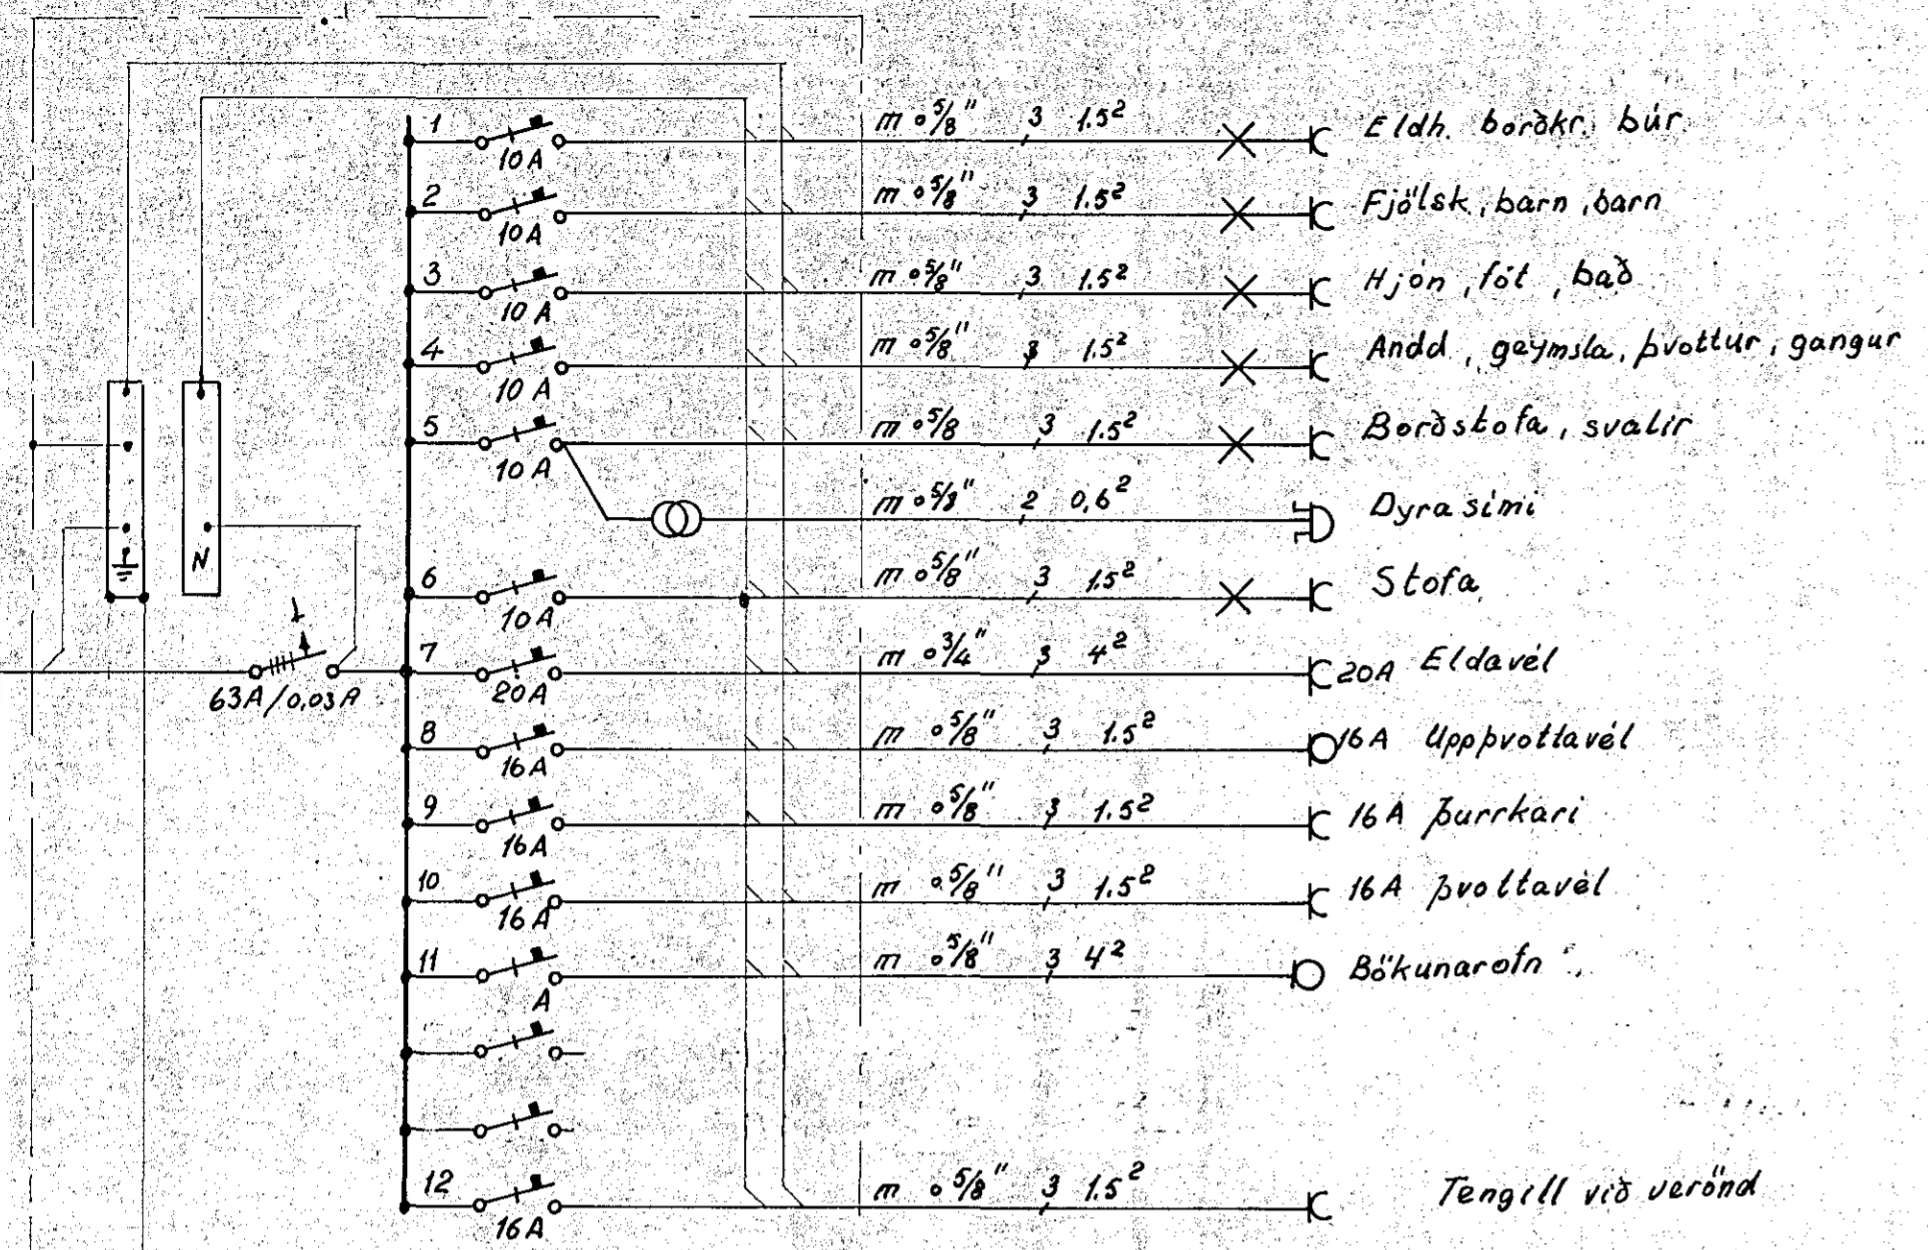 1 10A m ∘ 5/8" 3 1.5² Eldh. borðkr. búr
2 10A m ∘ 5/8" 3 1.5² Fjölsk, barn, barn
3 10A m ∘ 5/8" 3 1.5² Hjón, föt, bað
4 10A m ∘ 5/8" 3 1.5² Andd, geymsla, þvottur, gangur
5 10A m ∘ 5/8 3 1.5² Borðstofa, svalir
m ∘ 5/8" 2 0,6² Dyrasími
N
6 10A m ∘ 5/8" 3 1.5² Stofa
63A/0,03A
7 20A m ∘ 3/4" 3 4² 20A Eldavél
8 16A m ∘ 5/8" 3 1.5² 16A Uppþvottavél
9 16A m ∘ 5/8" 3 1.5² 16A þurrkari
10 16A m ∘ 5/8" 3 1.5² 16A þvottavél
11 A m ∘ 5/8" 3 4² Bökunarofn
12 16A m ∘ 5/8" 3 1.5² Tengill við verönd